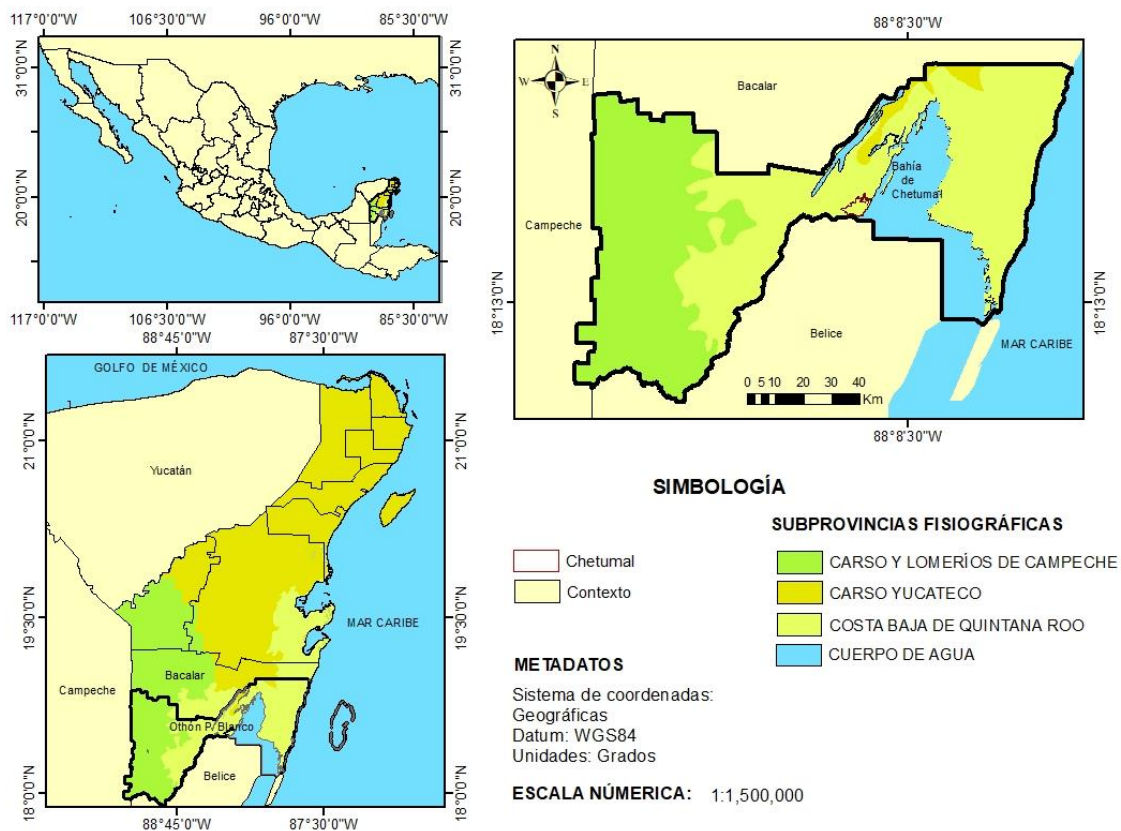 117°0'0"W
106°30'0"W
96°0'0"W
85°30'0"W
31°0'0"N
31°0'0"N
20°0'0"N
20°0'0"N
117°0'0"W
106°30'0"W
96°0'0"W
85°30'0"W
88°8'30"W
N
W
E
S
Bacalar
Bahía
de
Chetumal
Campeche
18°13'0"N
18°13'0"N
Belice
MAR CARIBE
0 5 10 20 30 40
Km
88°8'30"W
88°45'0"W
87°30'0"W
GOLFO DE MÉXICO
21°0'0"N
21°0'0"N
Yucatán
19°30'0"N
19°30'0"N
MAR CARIBE
Bacalar
Campeche
Othón P. Blanco
Belice
18°0'0"N
18°0'0"N
88°45'0"W
87°30'0"W
SIMBOLOGÍA
Chetumal
Contexto
SUBPROVINCIAS FISIOGRÁFICAS
CARSO Y LOMERÍOS DE CAMPECHE
CARSO YUCATECO
COSTA BAJA DE QUINTANA ROO
CUERPO DE AGUA
METADATOS
Sistema de coordenadas:
Geográficas
Datum: WGS84
Unidades: Grados
ESCALA NÚMERICA: 1:1,500,000